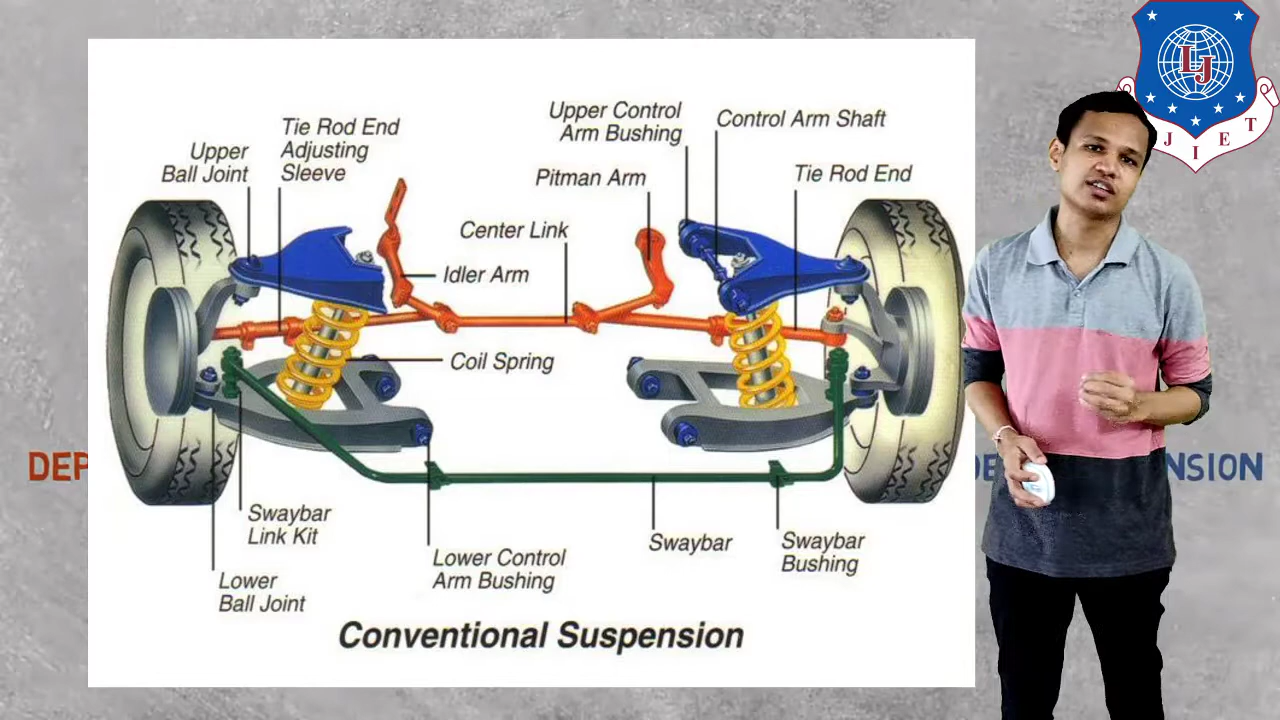 Tie Rod End
Adjusting
Sleeve
Upper
Ball Joint
Upper Control
Arm Bushing
Control Arm Shaft
Pitman Arm
Tie Rod End
Center Link
Idler Arm
Coil Spring
DEP
NSION
Swaybar
Link Kit
Lower
Ball Joint
Lower Control
Arm Bushing
Swaybar
Swaybar
Bushing
Conventional Suspension
LJ
J I E T